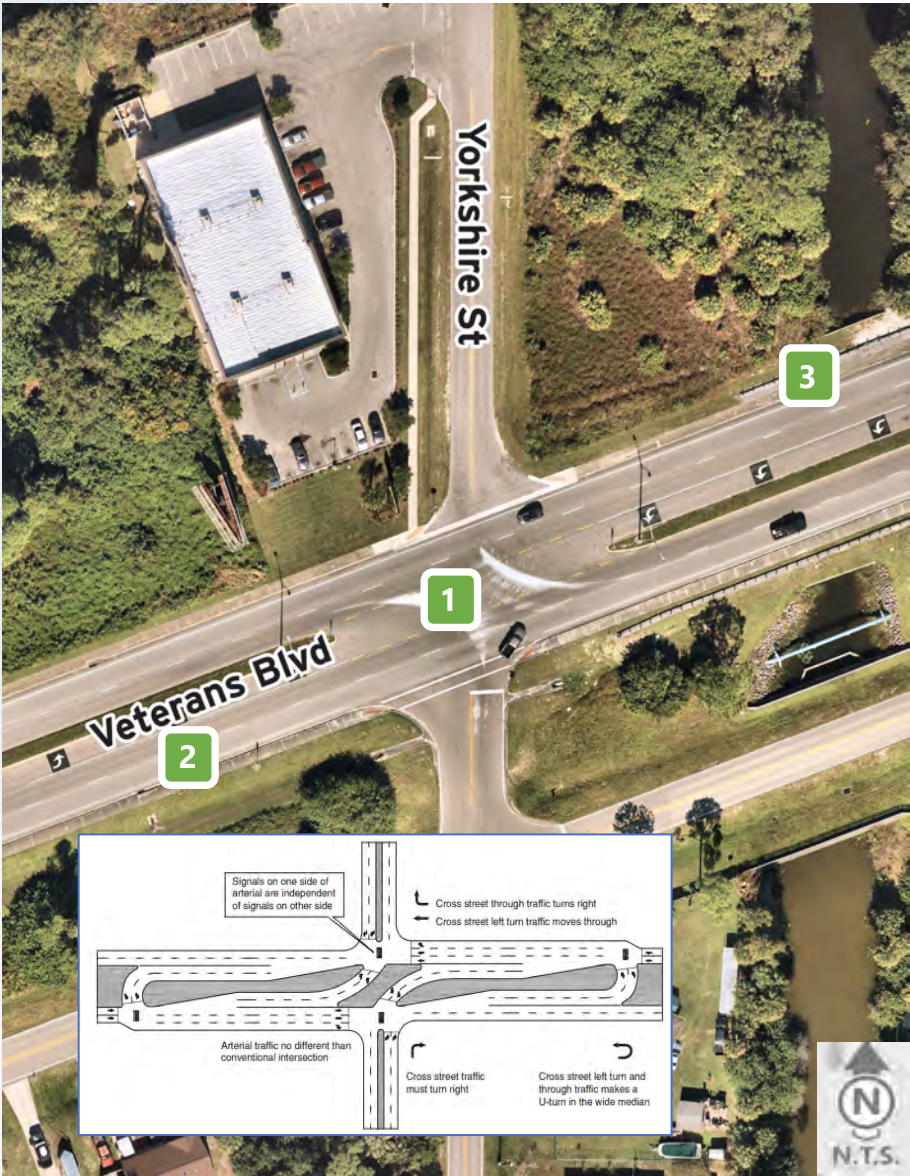 Yorkshire St
3
1
Veterans Blvd
2
Signals on one side of
arterial are independent
of signals on other side
Cross street through traffic turns right
Cross street left turn traffic moves through
Arterial traffic no different than
conventional intersection
Cross street traffic
must turn right
Cross street left turn and
through traffic makes a
U-turn in the wide median
N
N.T.S.